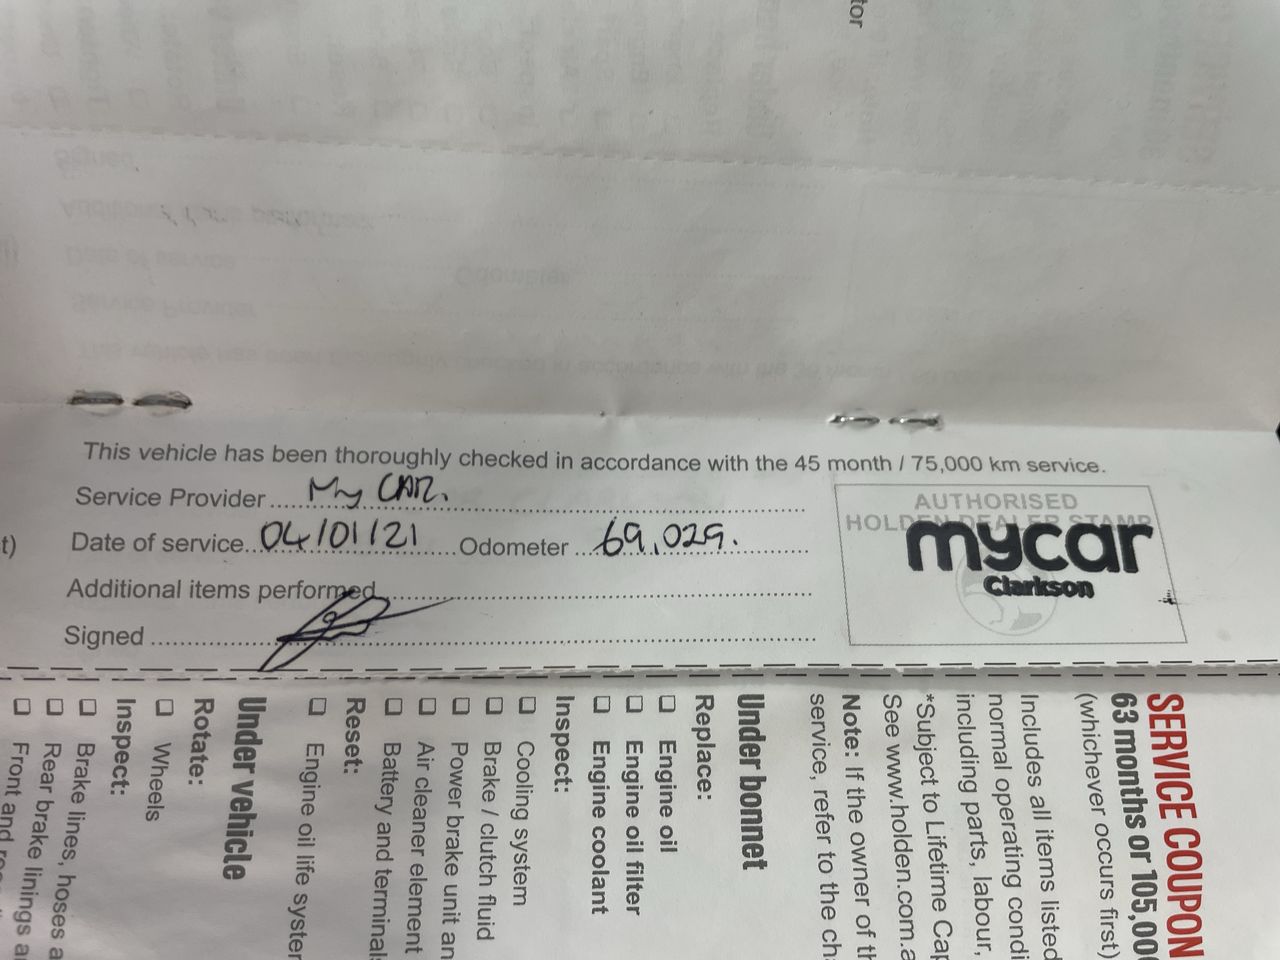 tor
This vehicle has been thoroughly checked in accordance with the 45 month / 75,000 km service.
Service Provider My CAR.
Date of service 04/01/21 Odometer 69,029.
Additional items performed
Signed
t)
AUTHORISED
HOLDEN DEALER STAMP
mycar
Clarkson
SERVICE COUPON
63 months or 105,00
(whichever occurs first)
Includes all items listed
normal operating condi
including parts, labour,
*Subject to Lifetime Cap
See www.holden.com.a
Note: If the owner of th
service, refer to the ch
Under bonnet
Replace:
☐ Engine oil
☐ Engine oil filter
☐ Engine coolant
Inspect:
☐ Cooling system
☐ Brake / clutch fluid
☐ Power brake unit an
☐ Air cleaner element
☐ Battery and terminal
Reset:
☐ Engine oil life syster
Under vehicle
Rotate:
☐ Wheels
Inspect:
☐ Brake lines, hoses a
☐ Rear brake linings a
☐ Front and